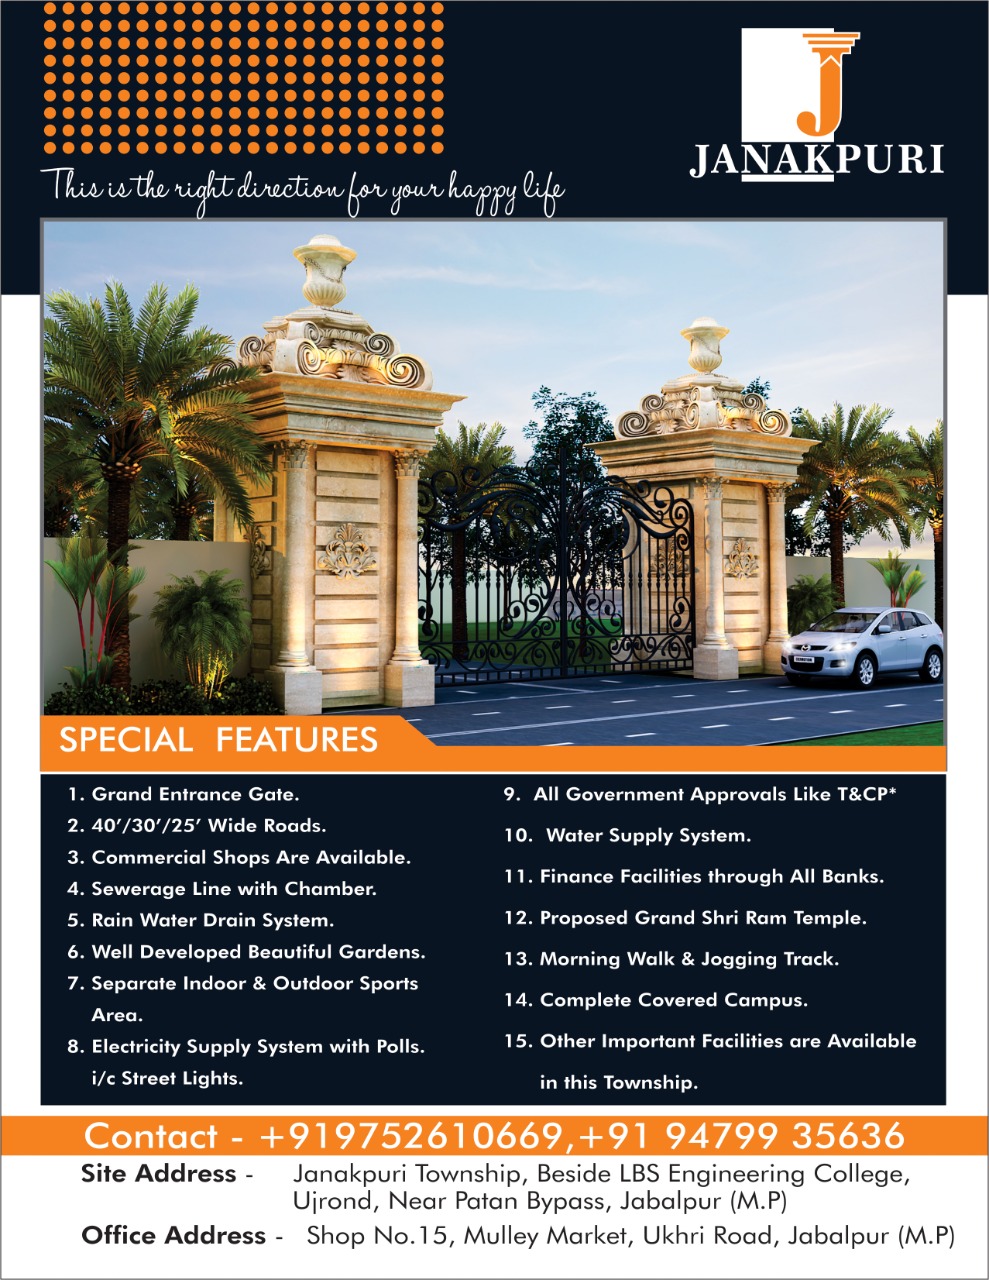 JANAKPURI
This is the right direction for your happy life
SPECIAL FEATURES
1. Grand Entrance Gate.
2. 40’/30’/25’ Wide Roads.
3. Commercial Shops Are Available.
4. Sewerage Line with Chamber.
5. Rain Water Drain System.
6. Well Developed Beautiful Gardens.
7. Separate Indoor & Outdoor Sports
Area.
8. Electricity Supply System with Polls.
i/c Street Lights.
9. All Government Approvals Like T&CP*
10. Water Supply System.
11. Finance Facilities through All Banks.
12. Proposed Grand Shri Ram Temple.
13. Morning Walk & Jogging Track.
14. Complete Covered Campus.
15. Other Important Facilities are Available
in this Township.
Contact - +919752610669,+91 94799 35636
Site Address - Janakpuri Township, Beside LBS Engineering College,
Ujrond, Near Patan Bypass, Jabalpur (M.P)
Office Address - Shop No.15, Mulley Market, Ukhri Road, Jabalpur (M.P)